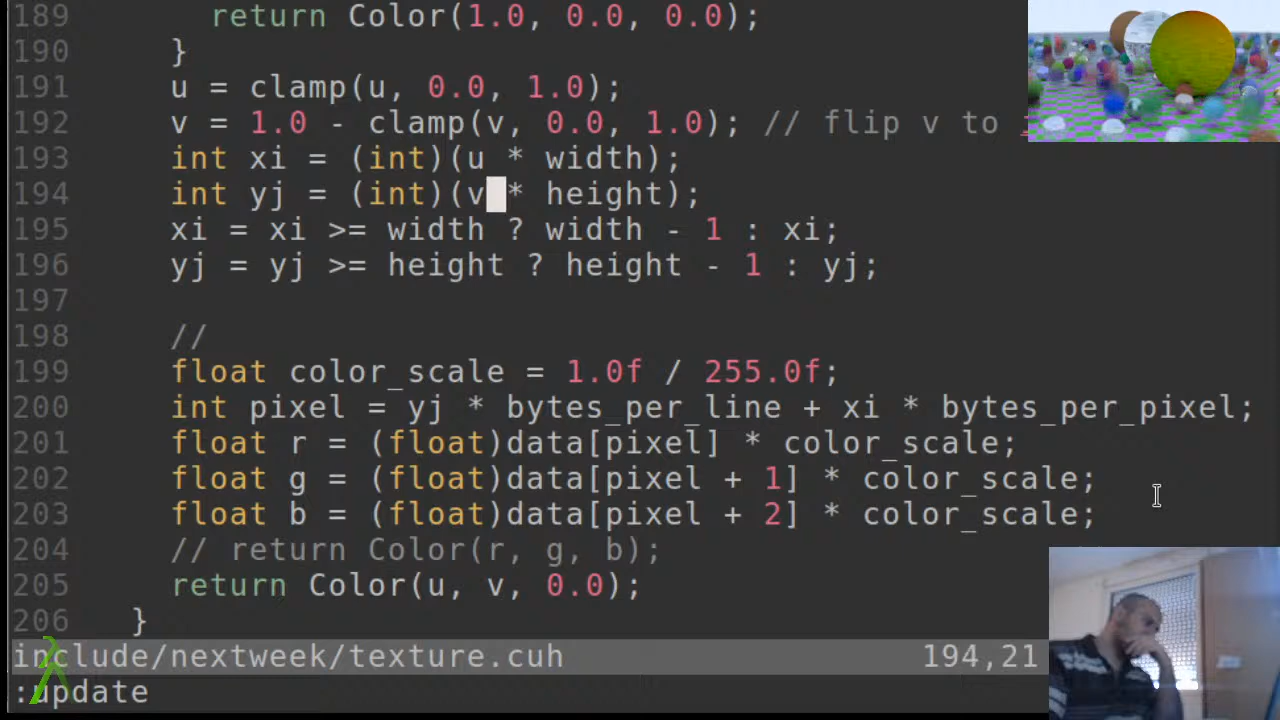 189 return Color(1.0, 0.0, 0.0);
190 }
191 u = clamp(u, 0.0, 1.0);
192 v = 1.0 - clamp(v, 0.0, 1.0); // flip v to
193 int xi = (int)(u * width);
194 int yj = (int)(v * height);
195 xi = xi >= width ? width - 1 : xi;
196 yj = yj >= height ? height - 1 : yj;
197
198 //
199 float color_scale = 1.0f / 255.0f;
200 int pixel = yj * bytes_per_line + xi * bytes_per_pixel;
201 float r = (float)data[pixel] * color_scale;
202 float g = (float)data[pixel + 1] * color_scale;
203 float b = (float)data[pixel + 2] * color_scale;
204 // return Color(r, g, b);
205 return Color(u, v, 0.0);
206 }
include/nextweek/texture.cuh 194,21
:update